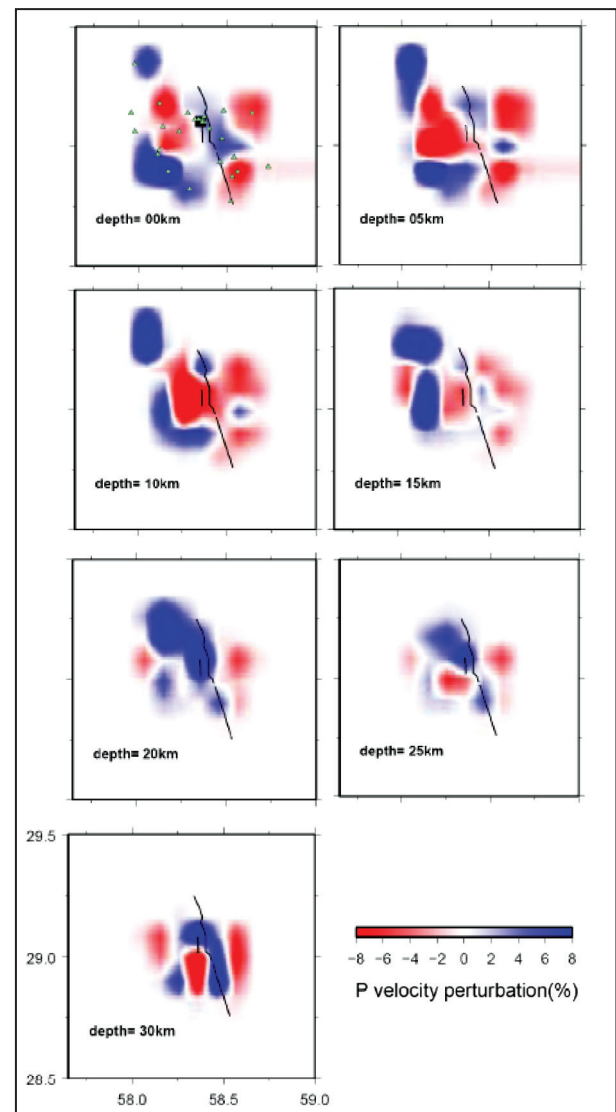 depth= 00km
depth= 05km
depth= 10km
depth= 15km
depth= 20km
depth= 25km
29.5
29.0
28.5
depth= 30km
58.0 58.5 59.0
−8 −6 −4 −2 0 2 4 6 8
P velocity perturbation(%)